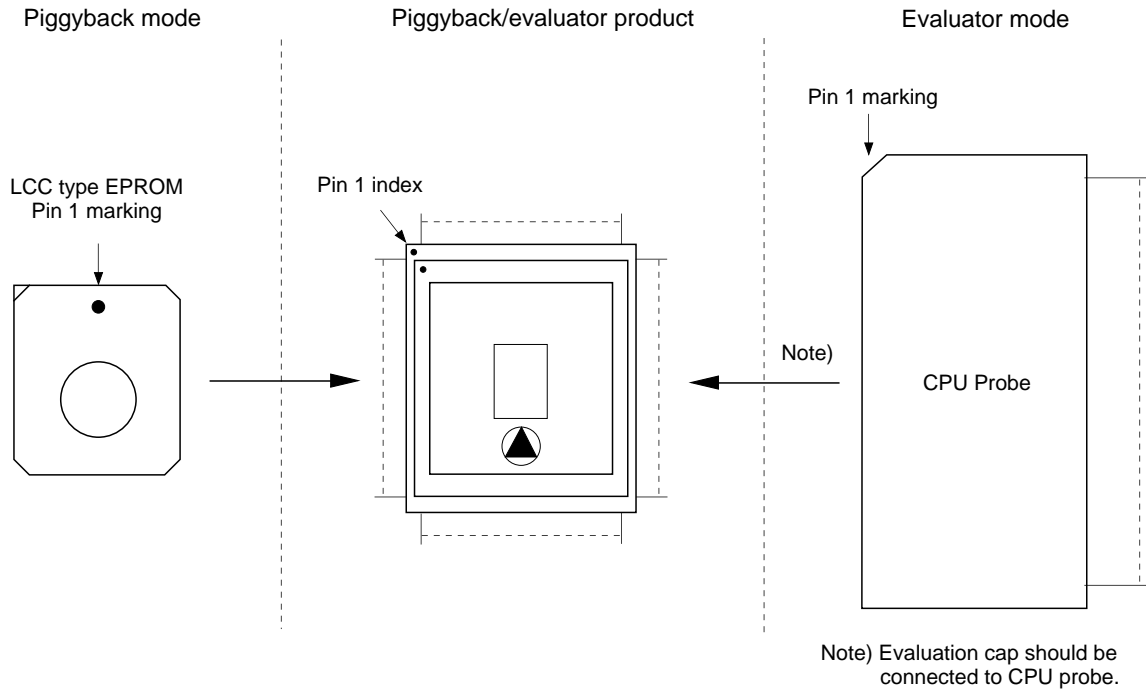 Piggyback mode
Piggyback/evaluator product
Evaluator mode
Pin 1 marking
LCC type EPROM
Pin 1 marking
Pin 1 index
Note)
CPU Probe
Note) Evaluation cap should be
connected to CPU probe.